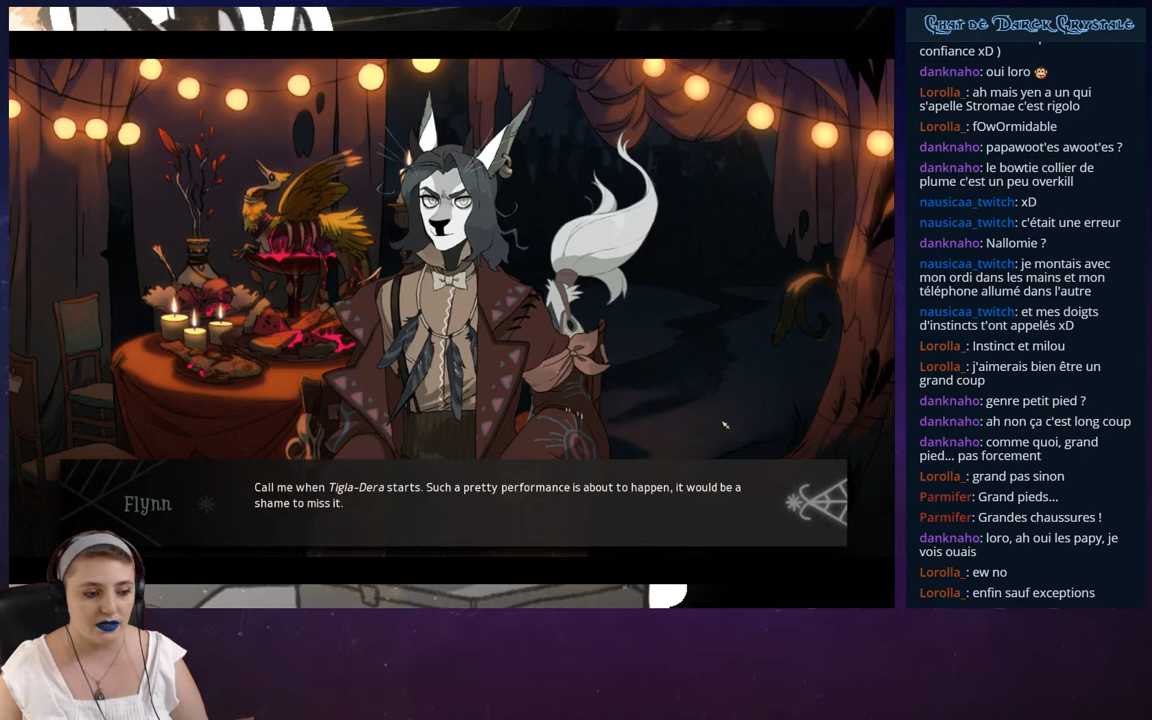 Flynn
Call me when Tigla-Dera starts. Such a pretty performance is about to happen, it would be a
shame to miss it.
Chat de Darck Crystale
confiance xD )
danknaho: oui loro
Lorolla_: ah mais yen a un qui
s'apelle Stromae c'est rigolo
Lorolla_: fOwOrmidable
danknaho: papawoot'es awoot'es ?
danknaho: le bowtie collier de
plume c'est un peu overkill
nausicaa_twitch: xD
nausicaa_twitch: c'était une erreur
danknaho: Nallomie ?
nausicaa_twitch: je montais avec
mon ordi dans les mains et mon
téléphone allumé dans l'autre
nausicaa_twitch: et mes doigts
d'instincts t'ont appelés xD
Lorolla_: Instinct et milou
Lorolla_: j'aimerais bien être un
grand coup
danknaho: genre petit pied ?
danknaho: ah non ça c'est long coup
danknaho: comme quoi, grand
pied... pas forcement
Lorolla_: grand pas sinon
Parmifer: Grand pieds...
Parmifer: Grandes chaussures !
danknaho: loro, ah oui les papy, je
vois ouais
Lorolla_: ew no
Lorolla_: enfin sauf exceptions